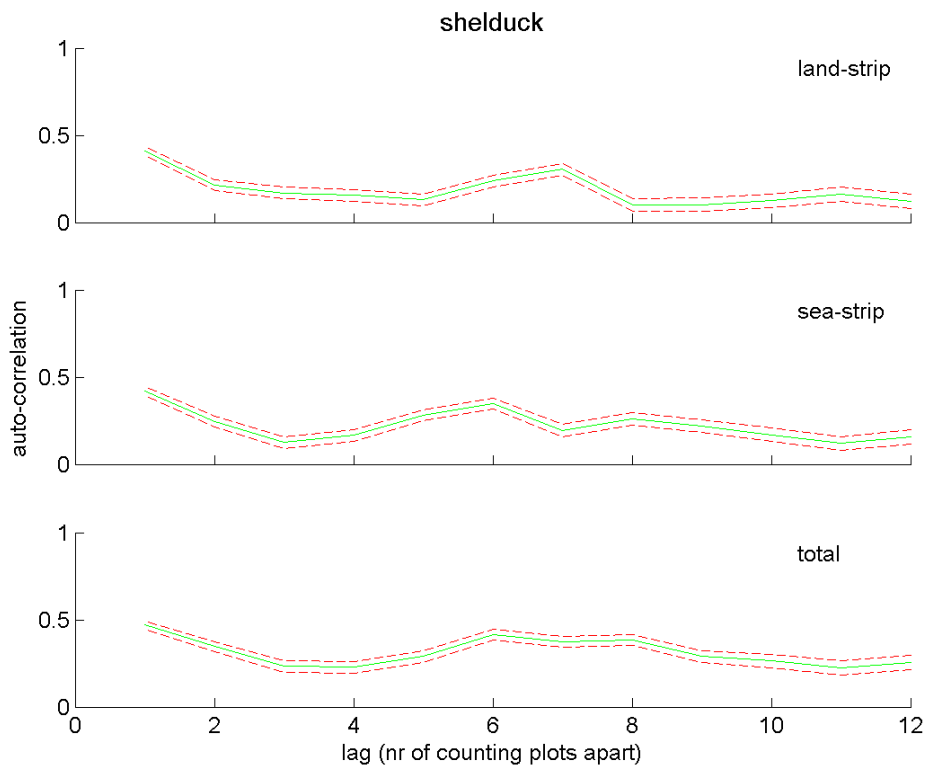 shelduck
1
land-strip
0.5
0
1
sea-strip
0.5
0
auto-correlation
1
total
0.5
0
0 2 4 6 8 10 12
lag (nr of counting plots apart)